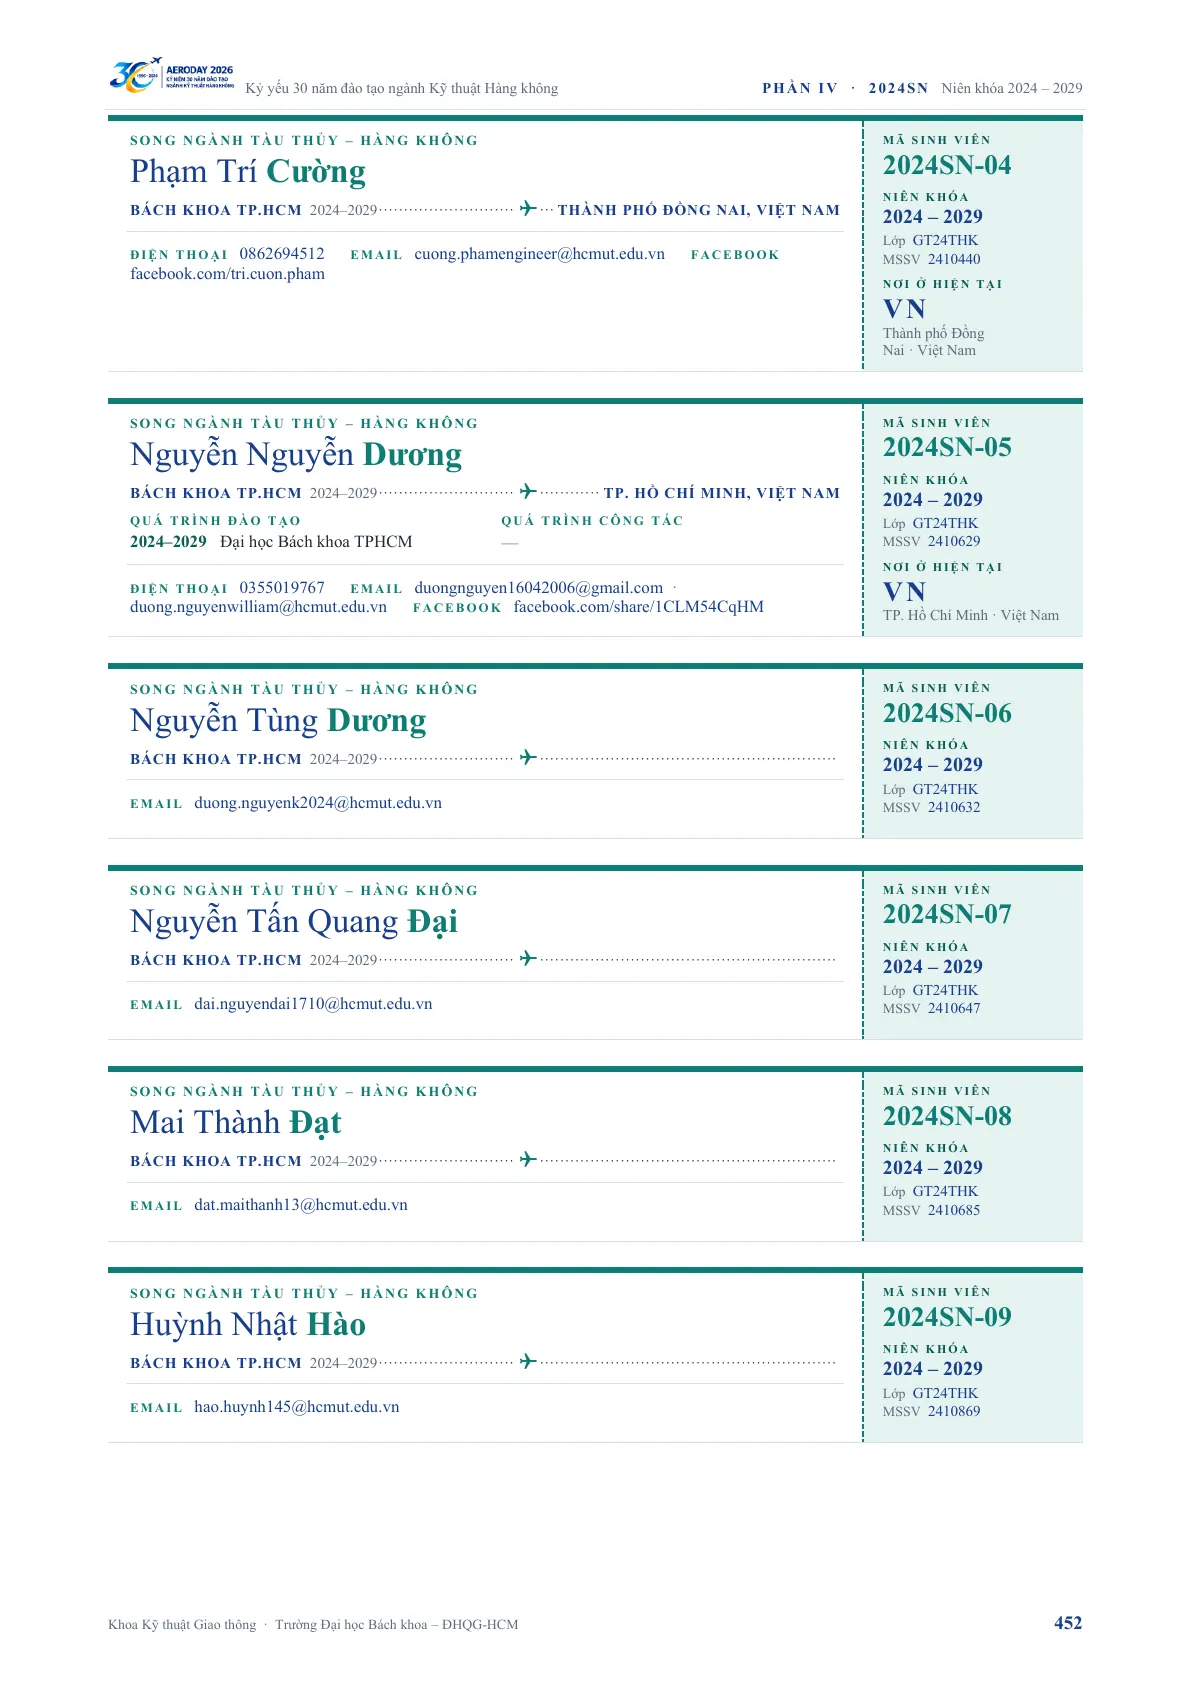 30
1996 - 2026
AERODAY 2026
KỶ NIỆM 30 NĂM ĐÀO TẠO
NGÀNH KỸ THUẬT HÀNG KHÔNG
Kỷ yếu 30 năm đào tạo ngành Kỹ thuật Hàng không
PHẦN IV · 2024SN Niên khóa 2024 – 2029
SONG NGÀNH TÀU THỦY – HÀNG KHÔNG
Phạm Trí Cường
BÁCH KHOA TP.HCM 2024–2029 ✈ THÀNH PHỐ ĐỒNG NAI, VIỆT NAM
ĐIỆN THOẠI 0862694512 EMAIL cuong.phamengineer@hcmut.edu.vn FACEBOOK
facebook.com/tri.cuon.pham
MÃ SINH VIÊN
2024SN-04
NIÊN KHÓA
2024 – 2029
Lớp GT24THK
MSSV 2410440
NƠI Ở HIỆN TẠI
VN
Thành phố Đồng
Nai · Việt Nam
SONG NGÀNH TÀU THỦY – HÀNG KHÔNG
Nguyễn Nguyễn Dương
BÁCH KHOA TP.HCM 2024–2029 ✈ TP. HỒ CHÍ MINH, VIỆT NAM
QUÁ TRÌNH ĐÀO TẠO QUÁ TRÌNH CÔNG TÁC
2024–2029 Đại học Bách khoa TPHCM —
ĐIỆN THOẠI 0355019767 EMAIL duongnguyen16042006@gmail.com ·
duong.nguyenwilliam@hcmut.edu.vn FACEBOOK facebook.com/share/1CLM54CqHM
MÃ SINH VIÊN
2024SN-05
NIÊN KHÓA
2024 – 2029
Lớp GT24THK
MSSV 2410629
NƠI Ở HIỆN TẠI
VN
TP. Hồ Chí Minh · Việt Nam
SONG NGÀNH TÀU THỦY – HÀNG KHÔNG
Nguyễn Tùng Dương
BÁCH KHOA TP.HCM 2024–2029 ✈
EMAIL duong.nguyenk2024@hcmut.edu.vn
MÃ SINH VIÊN
2024SN-06
NIÊN KHÓA
2024 – 2029
Lớp GT24THK
MSSV 2410632
SONG NGÀNH TÀU THỦY – HÀNG KHÔNG
Nguyễn Tấn Quang Đại
BÁCH KHOA TP.HCM 2024–2029 ✈
EMAIL dai.nguyendai1710@hcmut.edu.vn
MÃ SINH VIÊN
2024SN-07
NIÊN KHÓA
2024 – 2029
Lớp GT24THK
MSSV 2410647
SONG NGÀNH TÀU THỦY – HÀNG KHÔNG
Mai Thành Đạt
BÁCH KHOA TP.HCM 2024–2029 ✈
EMAIL dat.maithanh13@hcmut.edu.vn
MÃ SINH VIÊN
2024SN-08
NIÊN KHÓA
2024 – 2029
Lớp GT24THK
MSSV 2410685
SONG NGÀNH TÀU THỦY – HÀNG KHÔNG
Huỳnh Nhật Hào
BÁCH KHOA TP.HCM 2024–2029 ✈
EMAIL hao.huynh145@hcmut.edu.vn
MÃ SINH VIÊN
2024SN-09
NIÊN KHÓA
2024 – 2029
Lớp GT24THK
MSSV 2410869
Khoa Kỹ thuật Giao thông · Trường Đại học Bách khoa – ĐHQG-HCM
452